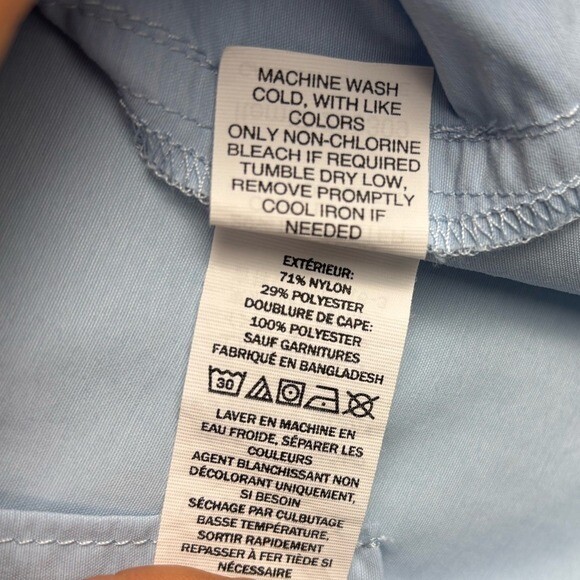 MACHINE WASH
COLD, WITH LIKE
COLORS
ONLY NON-CHLORINE
BLEACH IF REQUIRED
TUMBLE DRY LOW,
REMOVE PROMPTLY
COOL IRON IF
NEEDED
EXTÉRIEUR:
71% NYLON
29% POLYESTER
DOUBLURE DE CAPE:
100% POLYESTER
SAUF GARNITURES
FABRIQUÉ EN BANGLADESH
30
LAVER EN MACHINE EN
EAU FROIDE, SÉPARER LES
COULEURS
AGENT BLANCHISSANT NON
DÉCOLORANT UNIQUEMENT,
SI BESOIN
SÉCHAGE PAR CULBUTAGE
BASSE TEMPÉRATURE,
SORTIR RAPIDEMENT
REPASSER À FER TIÈDE SI
NÉCESSAIRE